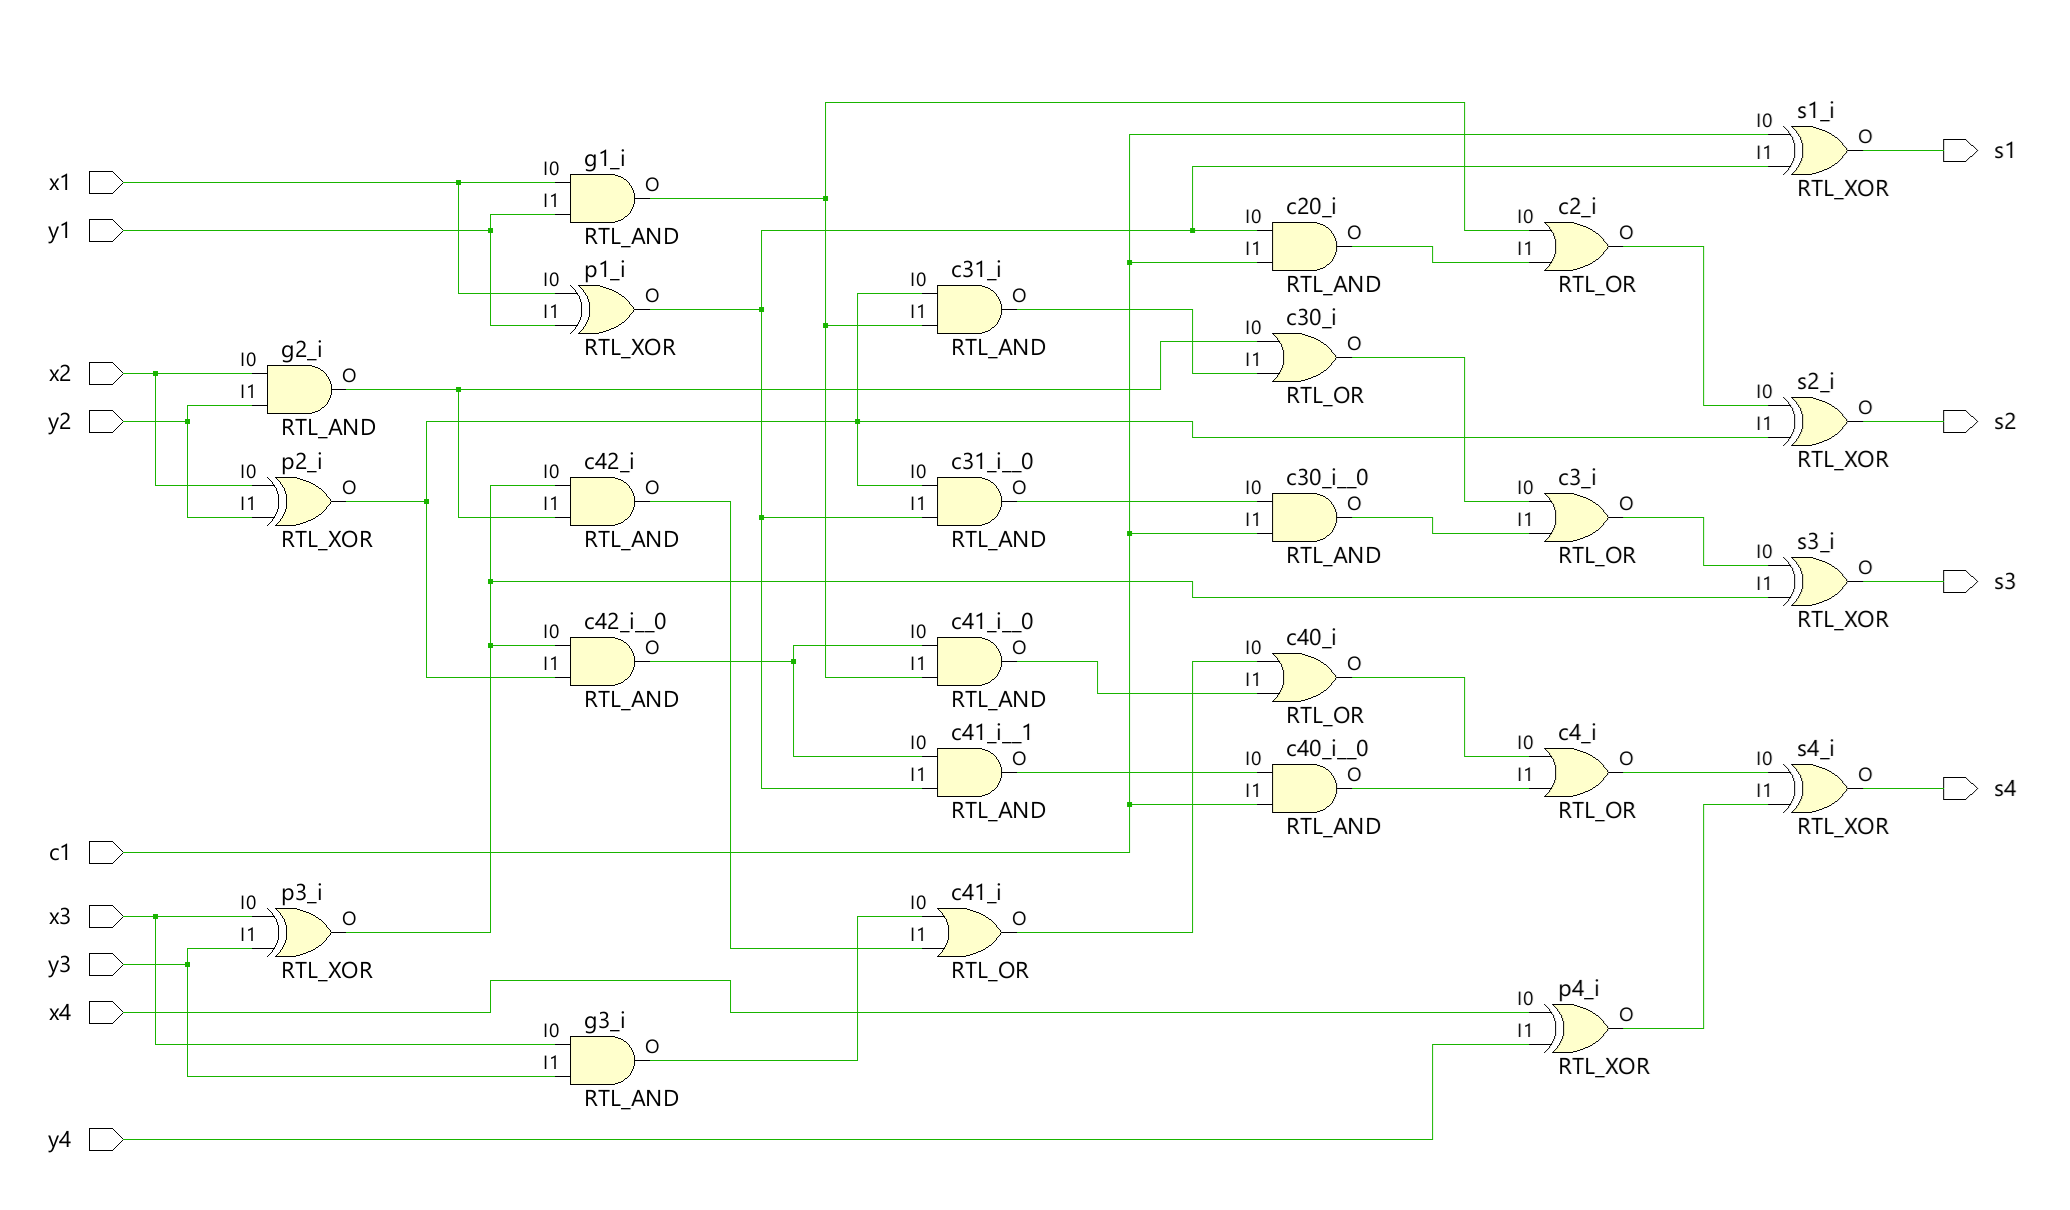 s1_i
I0
O
I1
s1
RTL_XOR
g1_i
I0
O
x1
I1
y1
RTL_AND
c20_i
I0
O
I1
RTL_AND
c2_i
I0
O
I1
RTL_OR
p1_i
I0
O
I1
RTL_XOR
c31_i
I0
O
I1
RTL_AND
c30_i
I0
O
I1
RTL_OR
g2_i
I0
O
x2
I1
y2
RTL_AND
s2_i
I0
O
I1
s2
RTL_XOR
p2_i
I0
O
I1
RTL_XOR
c42_i
I0
O
I1
RTL_AND
c31_i__0
I0
O
I1
RTL_AND
c30_i__0
I0
O
I1
RTL_AND
c3_i
I0
O
I1
RTL_OR
s3_i
I0
O
I1
s3
RTL_XOR
c42_i__0
I0
O
I1
RTL_AND
c41_i__0
I0
O
I1
RTL_AND
c40_i
I0
O
I1
RTL_OR
c41_i__1
I0
O
I1
RTL_AND
c40_i__0
I0
O
I1
RTL_AND
c4_i
I0
O
I1
RTL_OR
s4_i
I0
O
I1
s4
RTL_XOR
c1
p3_i
I0
O
x3
I1
y3
RTL_XOR
c41_i
I0
O
I1
RTL_OR
x4
g3_i
I0
O
I1
RTL_AND
p4_i
I0
O
I1
RTL_XOR
y4